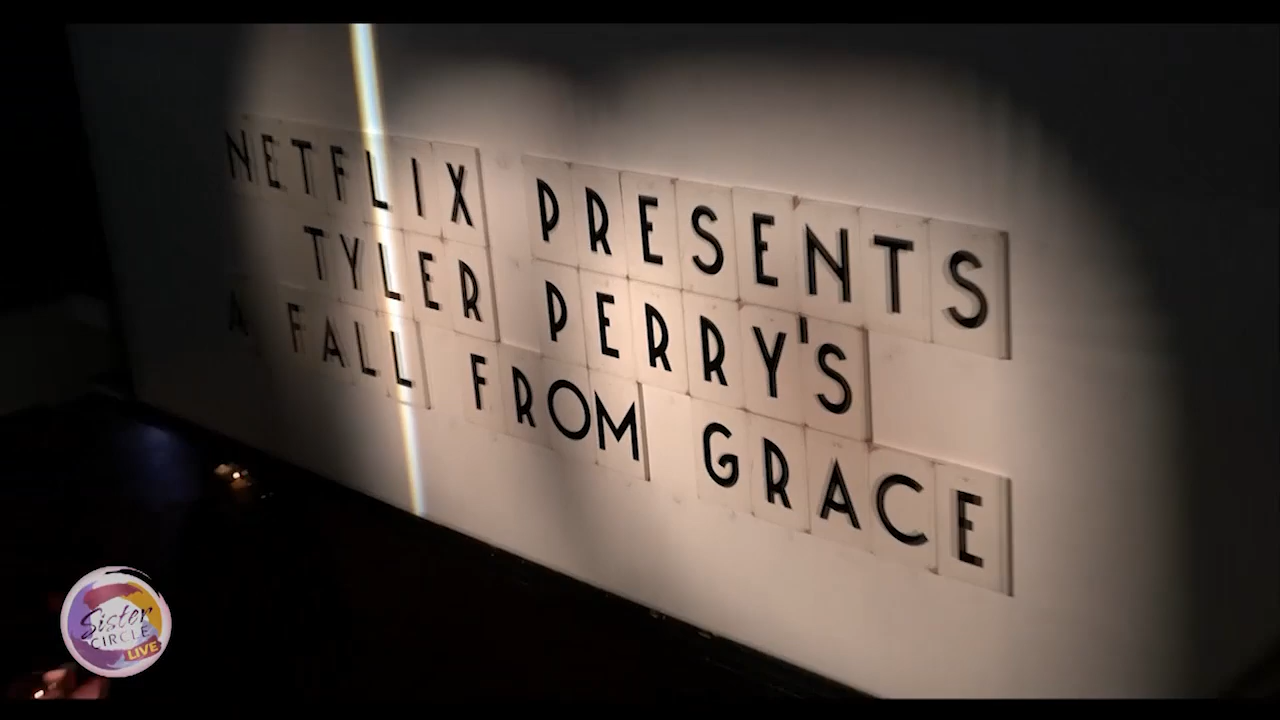 NETFLIX PRESENTS
TYLER PERRY'S
A FALL FROM GRACE
Sister
CIRCLE
LIVE